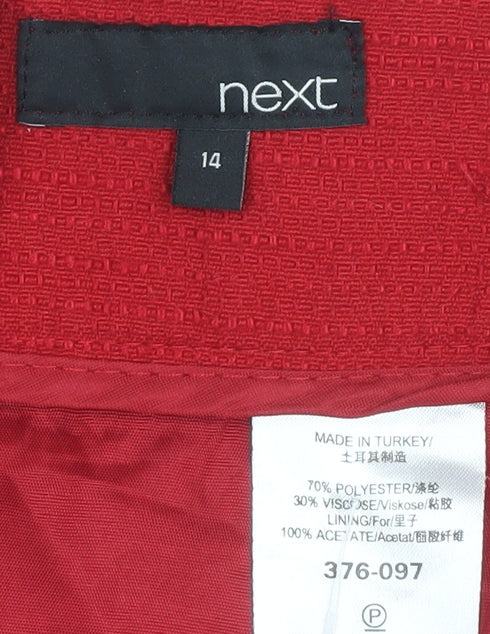 next
14
MADE IN TURKEY/
土耳其制造
70% POLYESTER/涤纶
30% VISCOSE/Viskose/粘胶
LINING/For/里子
100% ACETATE/Acetat/醋酸纤维
376-097
P